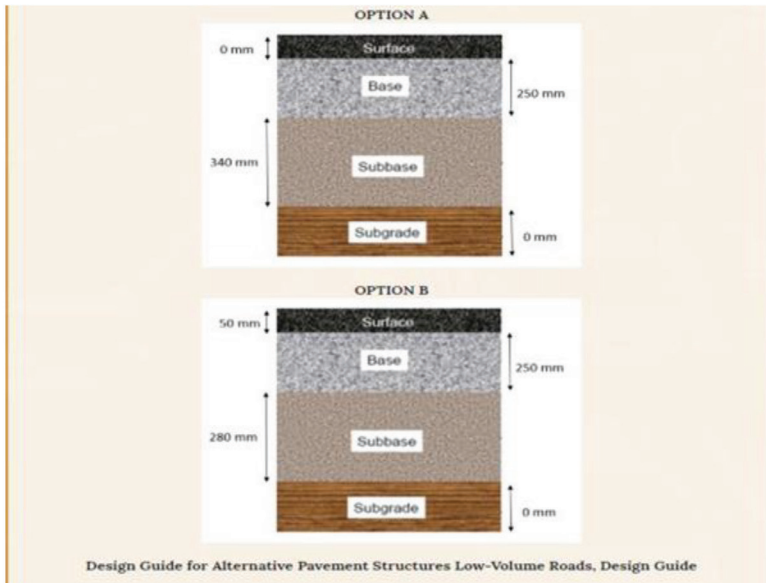 OPTION A
0 mm
Surface
Base
250 mm
340 mm
Subbase
Subgrade
0 mm
OPTION B
50 mm
Surface
Base
250 mm
280 mm
Subbase
Subgrade
0 mm
Design Guide for Alternative Pavement Structures Low-Volume Roads, Design Guide